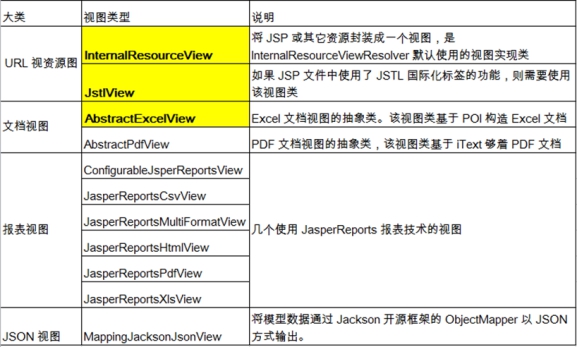 大类 视图类型 说明
URL 视资源图 InternalResourceView 将 JSP 或其它资源封装成一个视图，是
InternalResourceViewResolver 默认使用的视图实现类
JstlView 如果 JSP 文件中使用了 JSTL 国际化标签的功能，则需要使用
该视图类
文档视图 AbstractExcelView Excel 文档视图的抽象类。该视图类基于 POI 构造 Excel 文档
AbstractPdfView PDF 文档视图的抽象类，该视图类基于 iText 够着 PDF 文档
报表视图 ConfigurableJsperReportsView 几个使用 JasperReports 报表技术的视图
JasperReportsCsvView
JasperReportsMultiFormatView
JasperReportsHtmlView
JasperReportsPdfView
JasperReportsXlsView
JSON 视图 MappingJacksonJsonView 将模型数据通过 Jackson 开源框架的 ObjectMapper 以 JSON
方式输出。